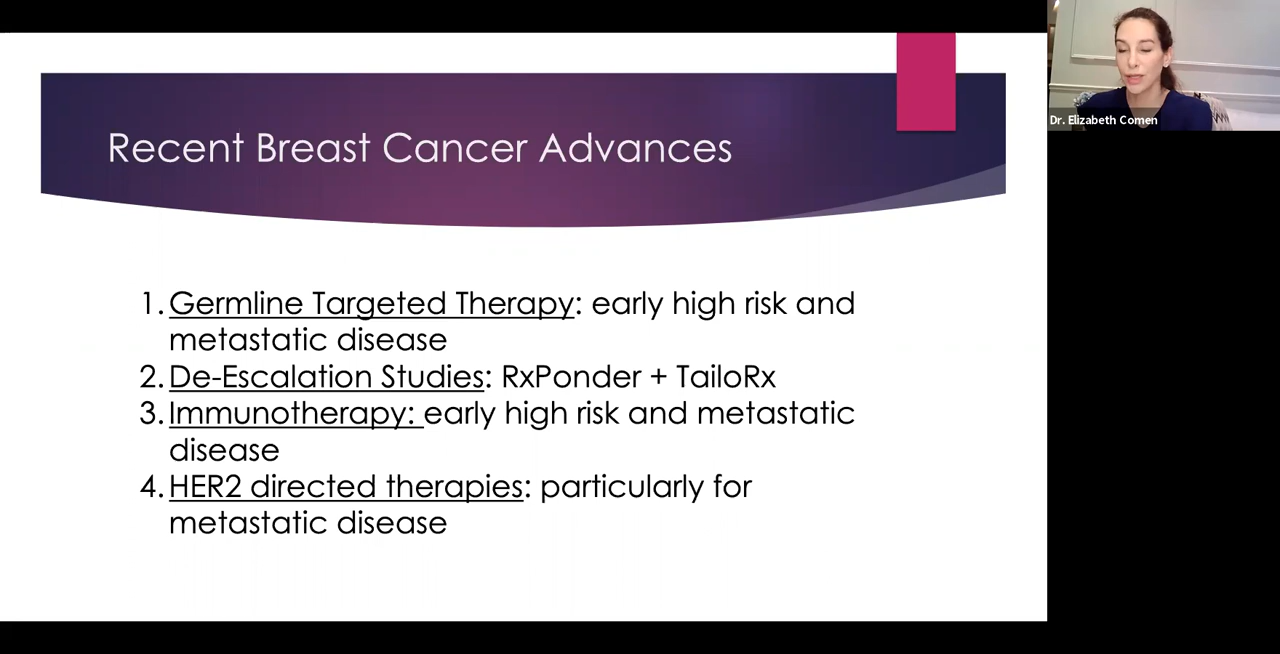 Recent Breast Cancer Advances
1. Germline Targeted Therapy: early high risk and
metastatic disease
2. De-Escalation Studies: RxPonder + TailoRx
3. Immunotherapy: early high risk and metastatic
disease
4. HER2 directed therapies: particularly for
metastatic disease
Dr. Elizabeth Comen